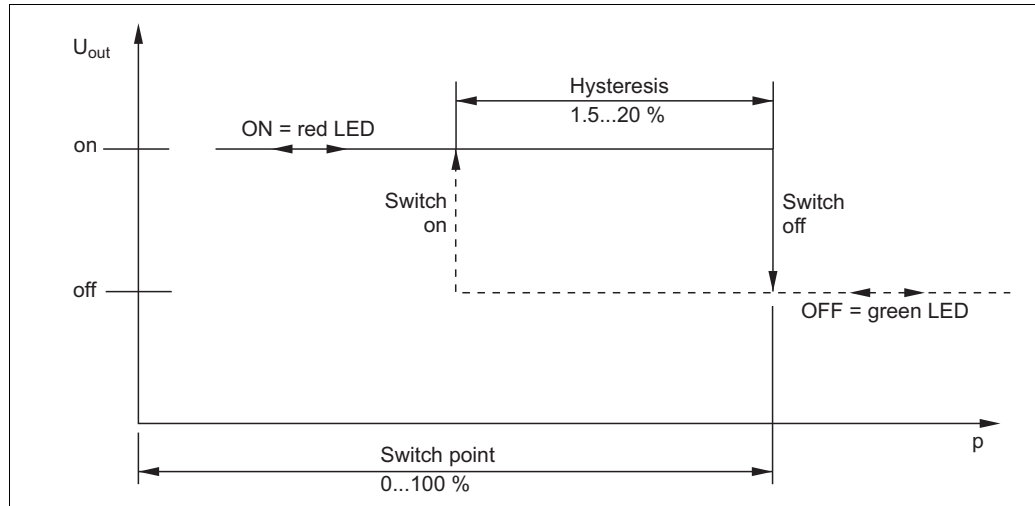 Uout
Hysteresis
1.5...20 %
ON = red LED
on
Switch
on
Switch
off
off
OFF = green LED
p
Switch point
0...100 %